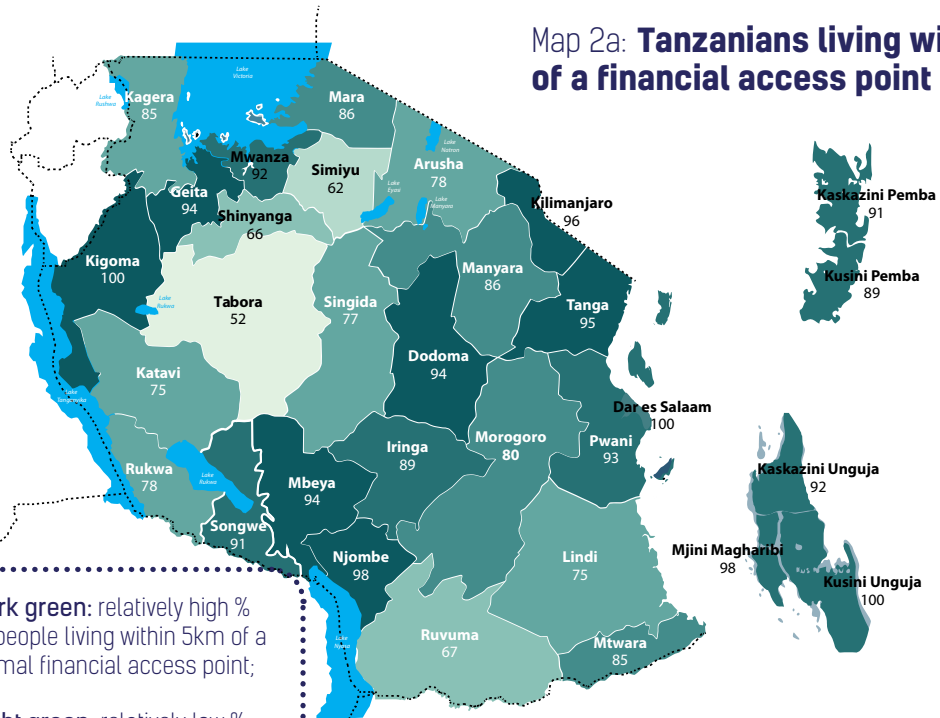 Map 2a: Tanzanians living wi
of a financial access point
Lake
Victoria
Lake
Rushwa
Kagera
85
Mara
86
Mwanza
92
Simiyu
62
Lake
Natron
Arusha
78
Lake
Eyasi
Lake
Manyara
Geita
94
Shinyanga
66
Kilimanjaro
96
Kaskazini Pemba
91
Kusini Pemba
89
Kigoma
100
Manyara
86
Lake
Rukwa
Tabora
52
Singida
77
Tanga
95
Dodoma
94
Katavi
75
Lake
Tanganyika
Dar es Salaam
100
Iringa
89
Morogoro
80
Pwani
93
Rukwa
78
Lake
Rukwa
Mbeya
94
Kaskazini Unguja
92
Songwe
91
Njombe
98
Lindi
75
Mjini Magharibi
98
Kusini Unguja
100
rk green: relatively high %
people living within 5km of a
mal financial access point;
Lake
Nyasa
Ruvuma
67
Mtwara
85
ht green: relatively low %